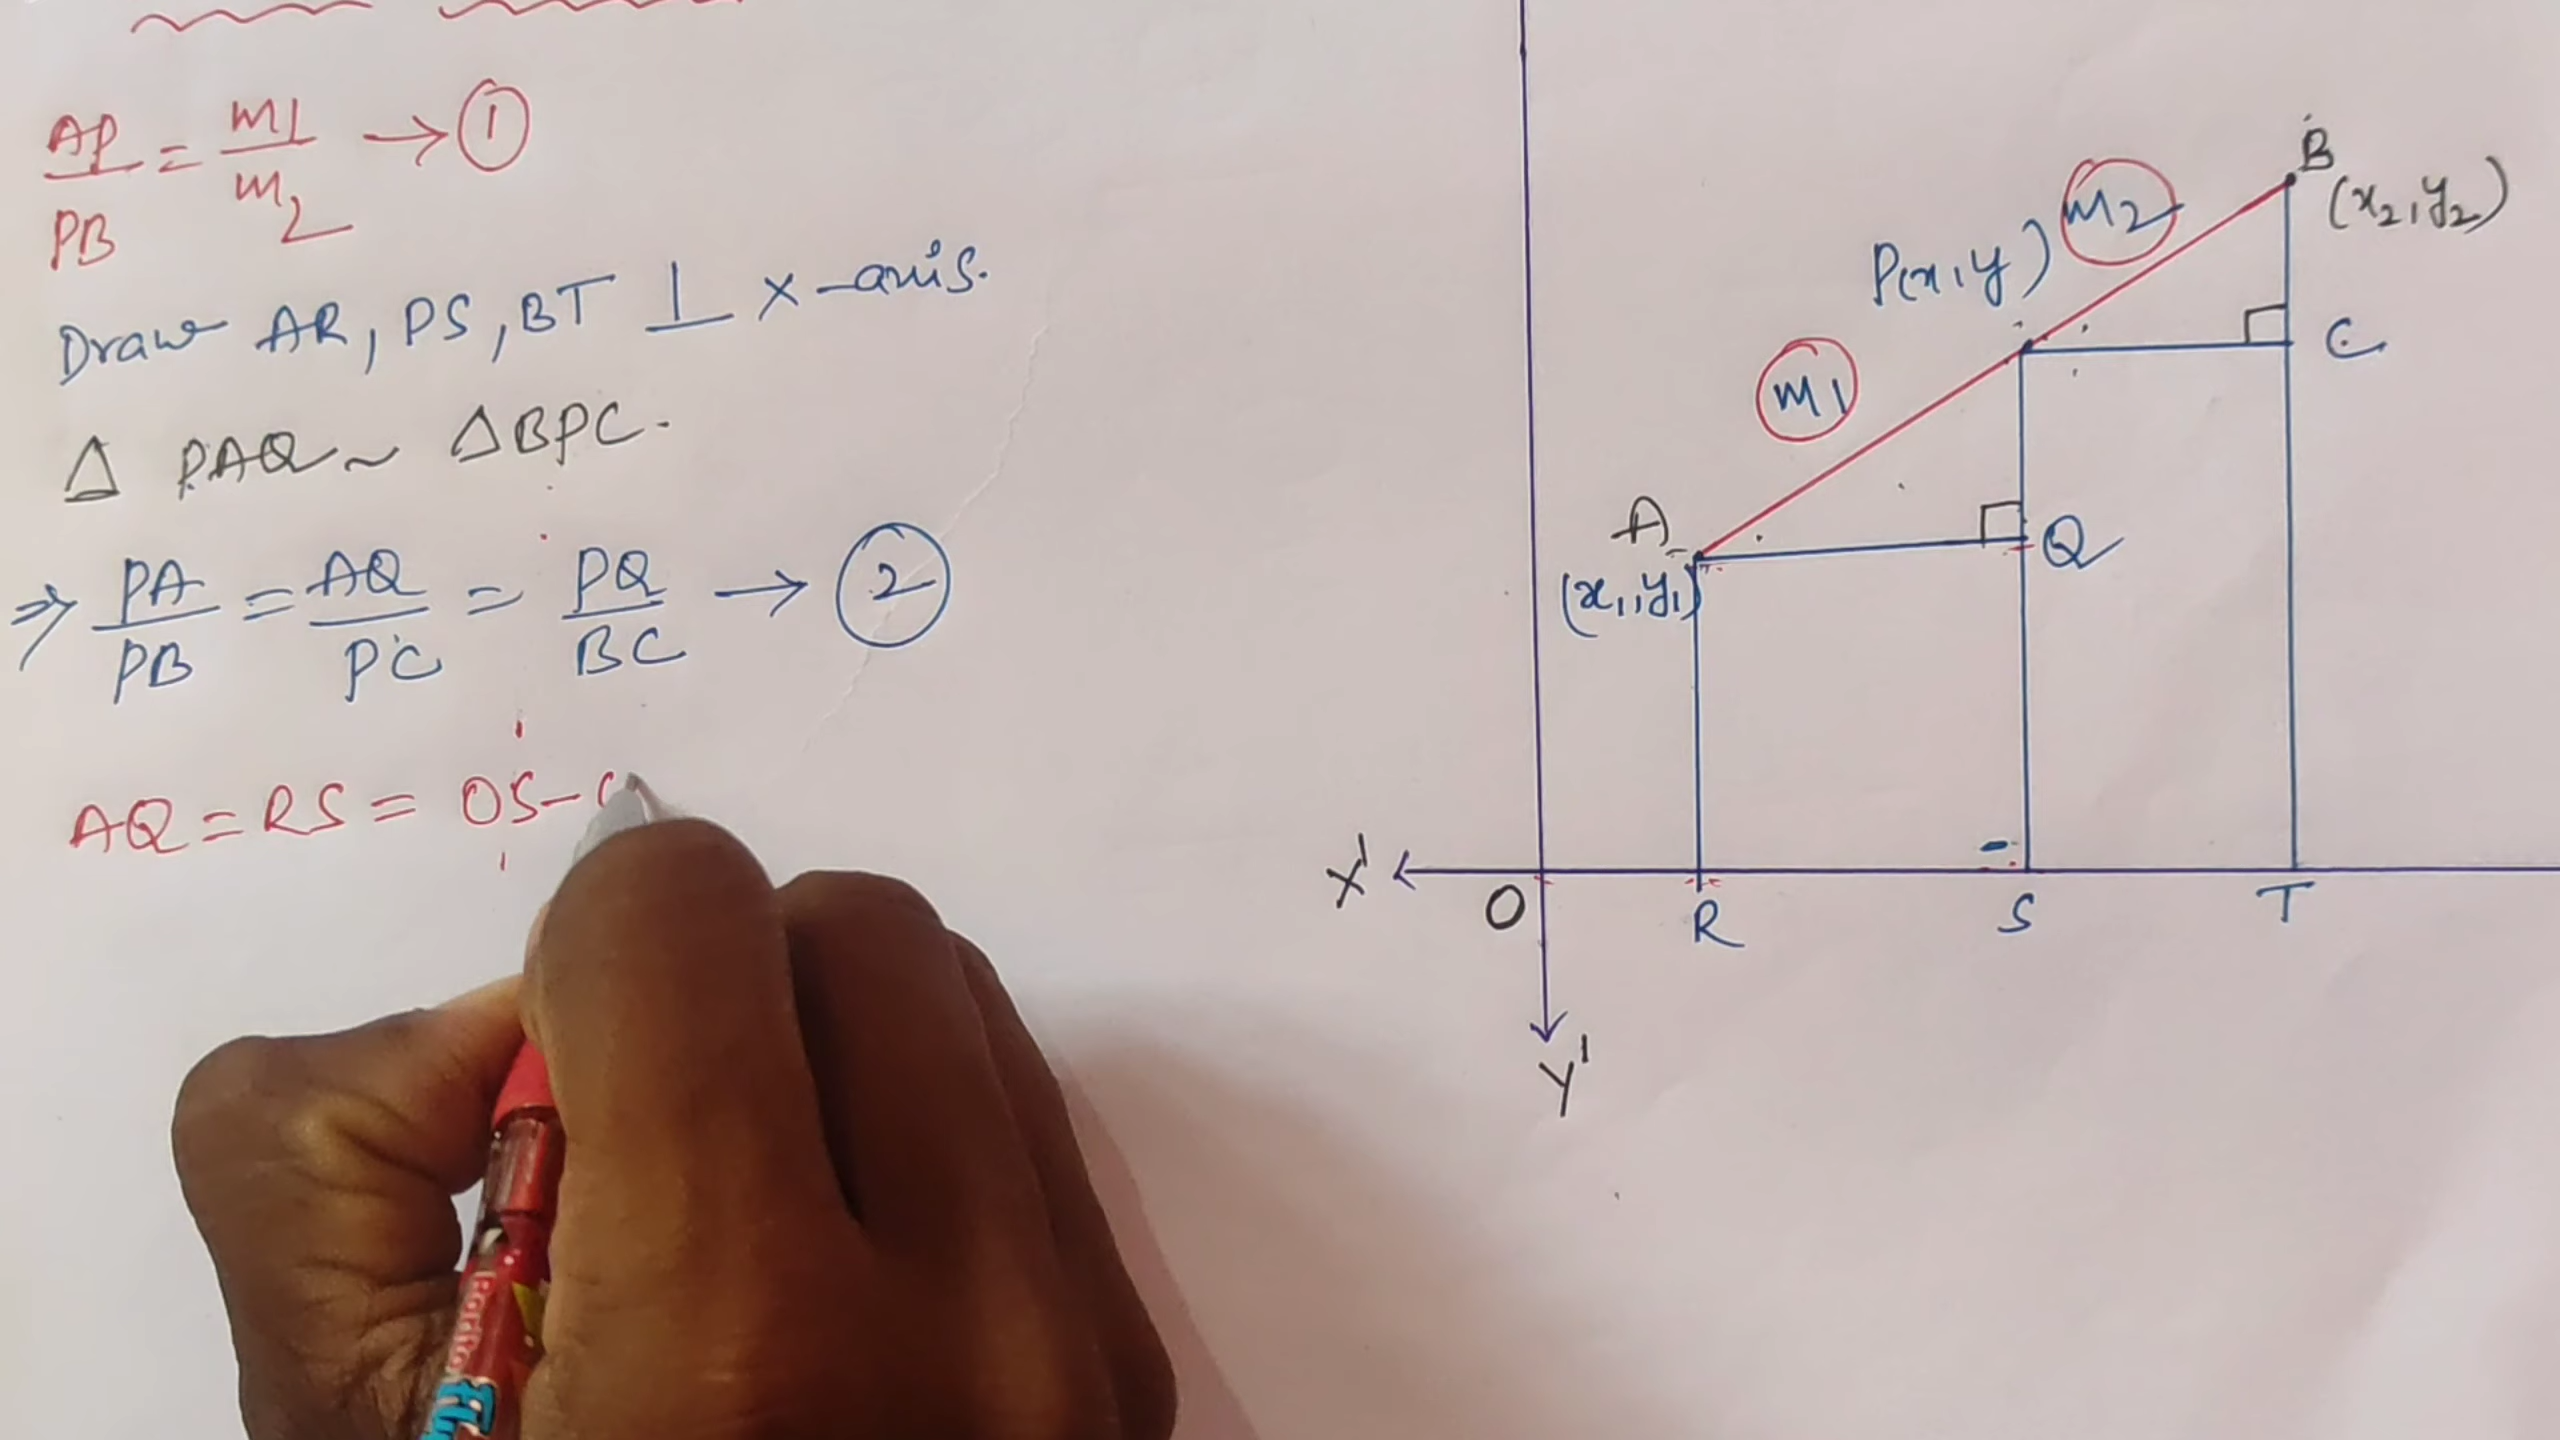 AP/PB = m1/m2 → 1
Draw AR, PS, BT ⊥ x-axis.
Δ PAQ ~ ΔBPC.
⇒ PA/PB = AQ/PC = PQ/BC → 2
AQ = RS = OS -
B
(x2, y2)
m2
P(x, y)
C
m1
A
(x1, y1)
Q
X'
O
R
S
T
Y'